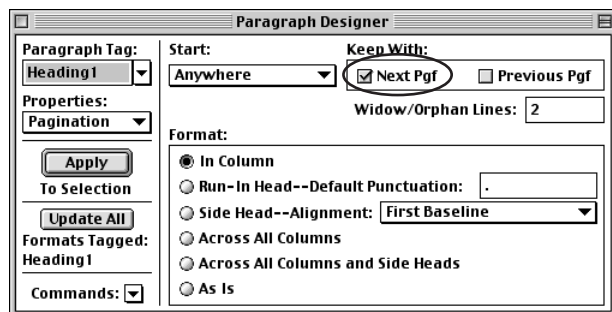 Paragraph Designer
Paragraph Tag:
Heading1
Properties:
Pagination
Apply
To Selection
Update All
Formats Tagged:
Heading1
Commands:
Start:
Anywhere
Keep With:
Next Pgf
Previous Pgf
Widow/Orphan Lines: 2
Format:
In Column
Run-In Head--Default Punctuation: .
Side Head--Alignment: First Baseline
Across All Columns
Across All Columns and Side Heads
As Is